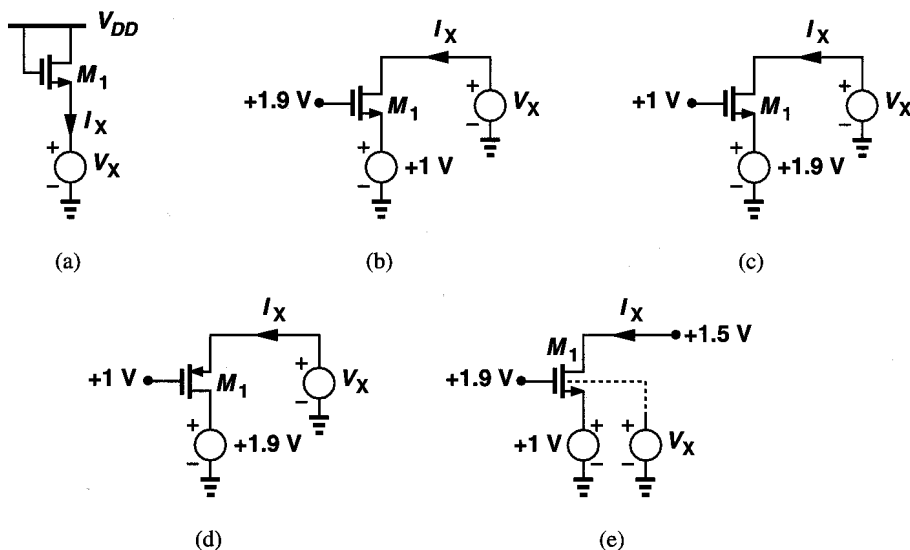 V_DD
M_1
I_X
+
V_X
−
(a)
I_X
+1.9 V
M_1
+
V_X
−
+
+1 V
−
(b)
I_X
+1 V
M_1
+
V_X
−
+
+1.9 V
−
(c)
I_X
+1 V
M_1
+
V_X
−
+
+1.9 V
−
(d)
I_X
+1.5 V
M_1
+1.9 V
+1 V
+
−
+
V_X
−
(e)